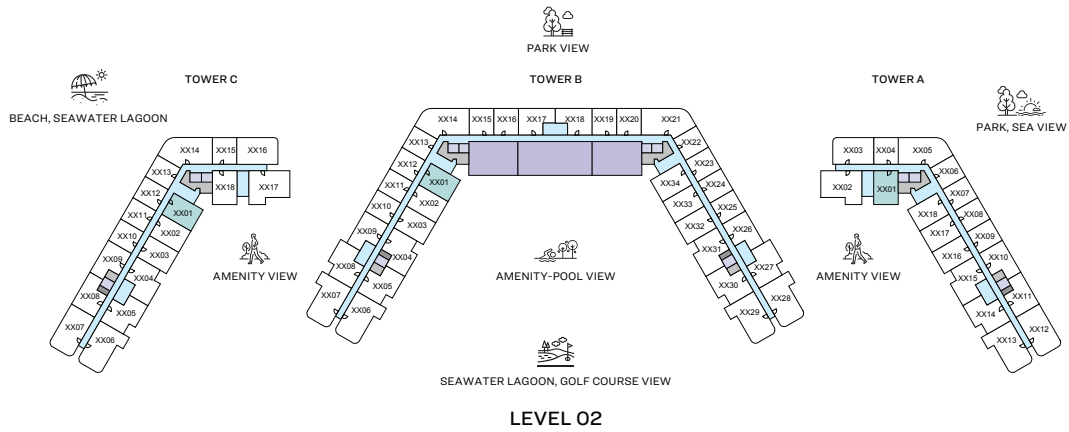 PARK VIEW
TOWER C
TOWER B
TOWER A
BEACH, SEAWATER LAGOON
PARK, SEA VIEW
XX14
XX15
XX16
XX13
XX12
XX11
XX10
XX09
XX08
XX07
XX06
XX05
XX04
XX03
XX02
XX01
XX18
XX17
AMENITY VIEW
XX14
XX15
XX16
XX17
XX18
XX19
XX20
XX21
XX13
XX12
XX11
XX10
XX09
XX08
XX07
XX06
XX05
XX04
XX03
XX02
XX01
XX22
XX23
XX24
XX25
XX26
XX27
XX28
XX29
XX30
XX31
XX32
XX33
XX34
AMENITY-POOL VIEW
XX03
XX04
XX05
XX02
XX01
XX06
XX07
XX08
XX09
XX10
XX11
XX12
XX13
XX14
XX15
XX16
XX17
XX18
AMENITY VIEW
SEAWATER LAGOON, GOLF COURSE VIEW
LEVEL 02